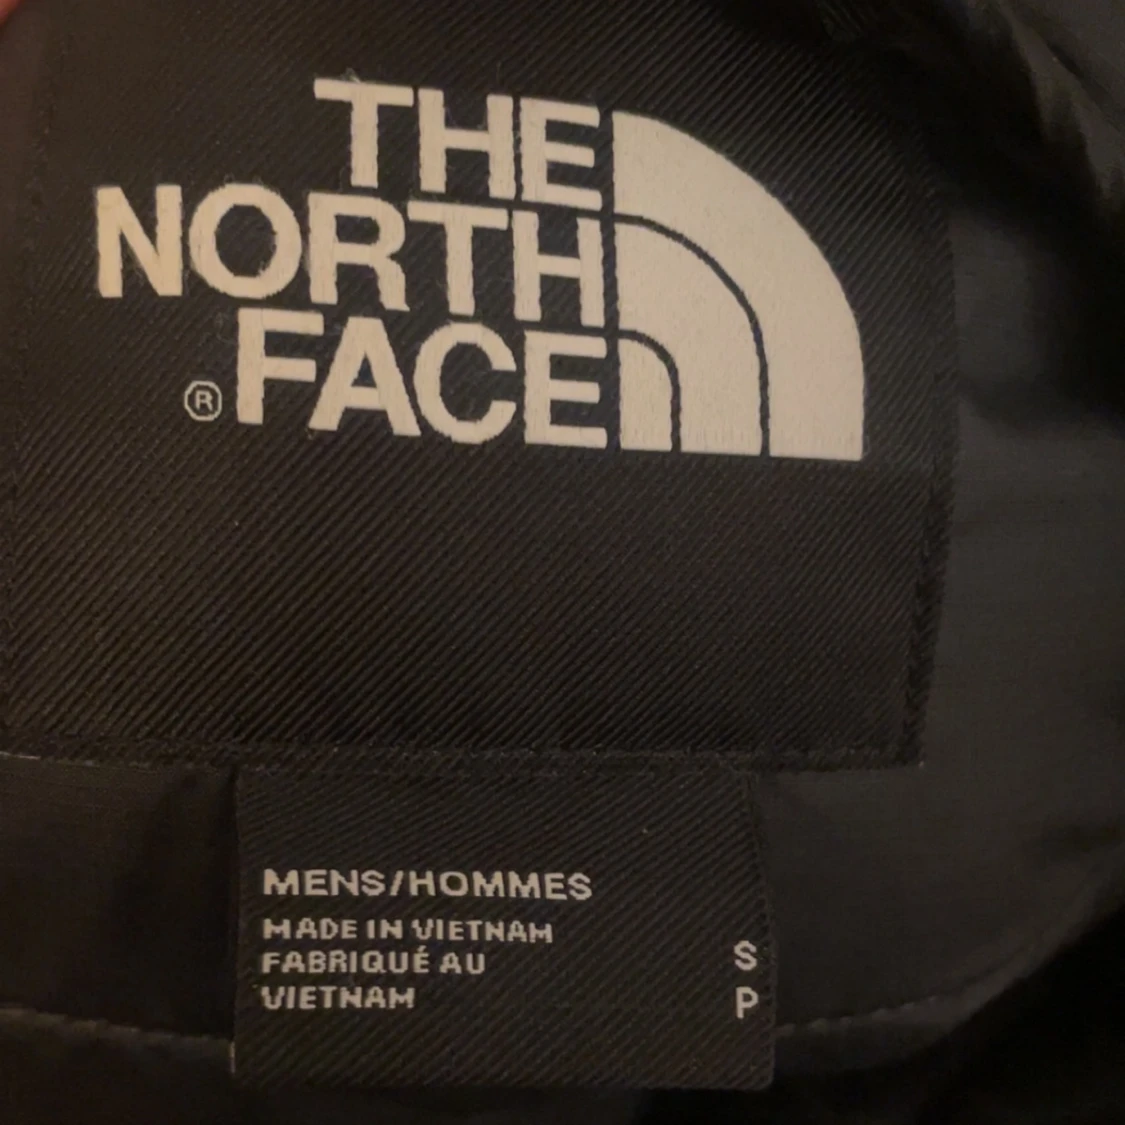 THE
NORTH
® FACE
MENS/HOMMES
MADE IN VIETNAM
FABRIQUÉ AU S
VIETNAM P